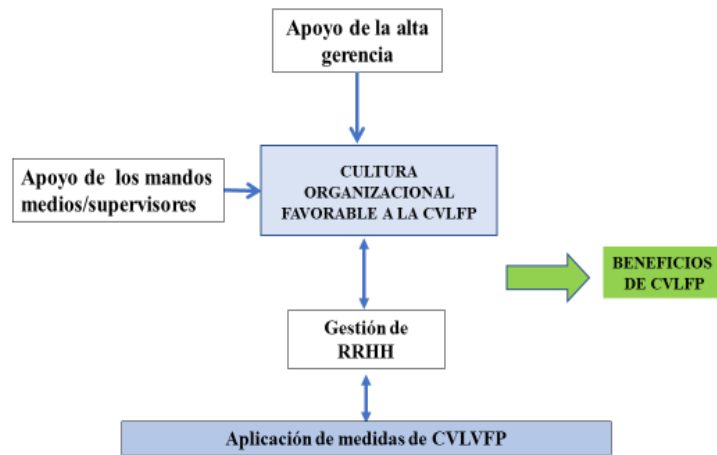 Apoyo de la alta
gerencia
Apoyo de los mandos
medios/supervisores
CULTURA
ORGANIZACIONAL
FAVORABLE A LA CVLFP
BENEFICIOS
DE CVLFP
Gestión de
RRHH
Aplicación de medidas de CVLVFP